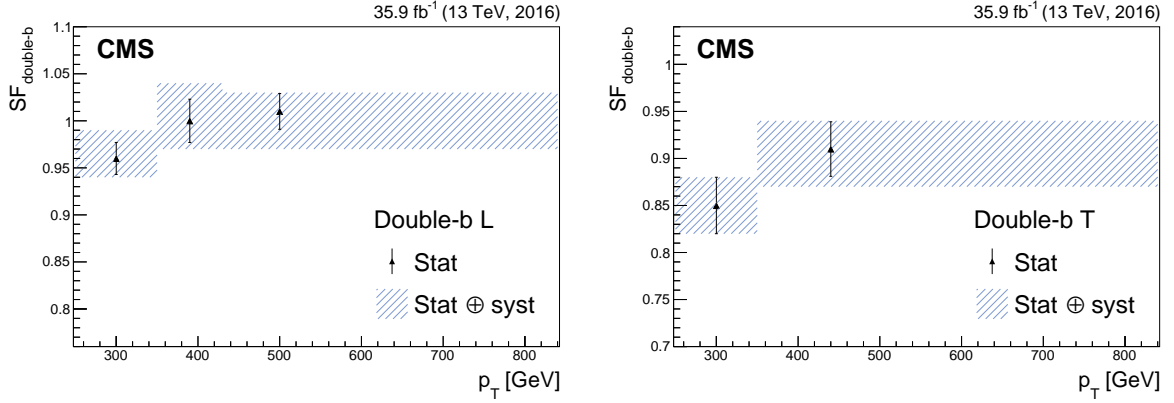 35.9 fb⁻¹ (13 TeV, 2016)
CMS
SF_double-b
1.1
1.05
1
0.95
0.9
0.85
0.8
Double-b L
Stat
Stat ⊕ syst
300 400 500 600 700 800
p_T [GeV]
35.9 fb⁻¹ (13 TeV, 2016)
CMS
SF_double-b
1
0.95
0.9
0.85
0.8
0.75
0.7
Double-b T
Stat
Stat ⊕ syst
300 400 500 600 700 800
p_T [GeV]